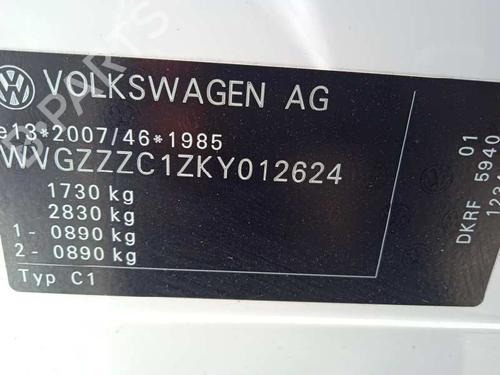 VOLKSWAGEN AG
e13*2007/46*1985
WVGZZZC1ZKY012624
1730 kg
2830 kg
1 - 0890 kg
2 - 0890 kg
Typ C1
01
DKRF 5940